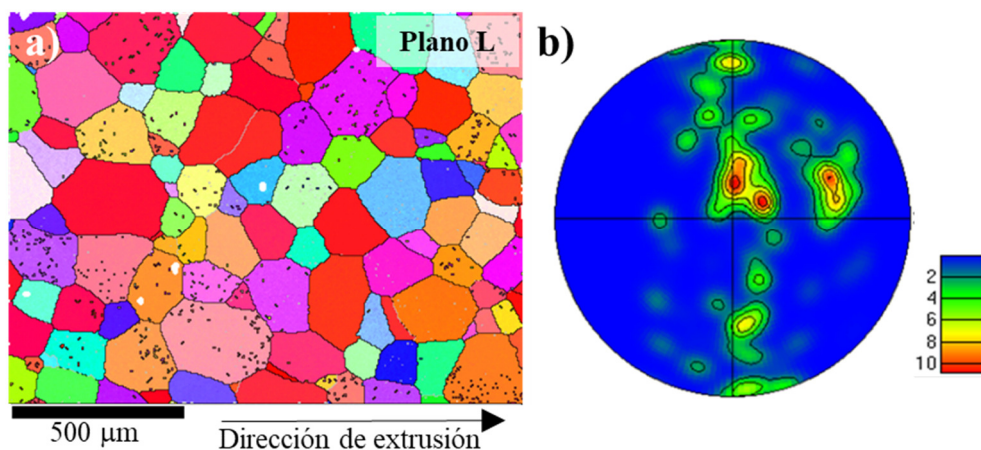 a)
Plano L
b)
2
4
6
8
10
500 μm
Dirección de extrusión